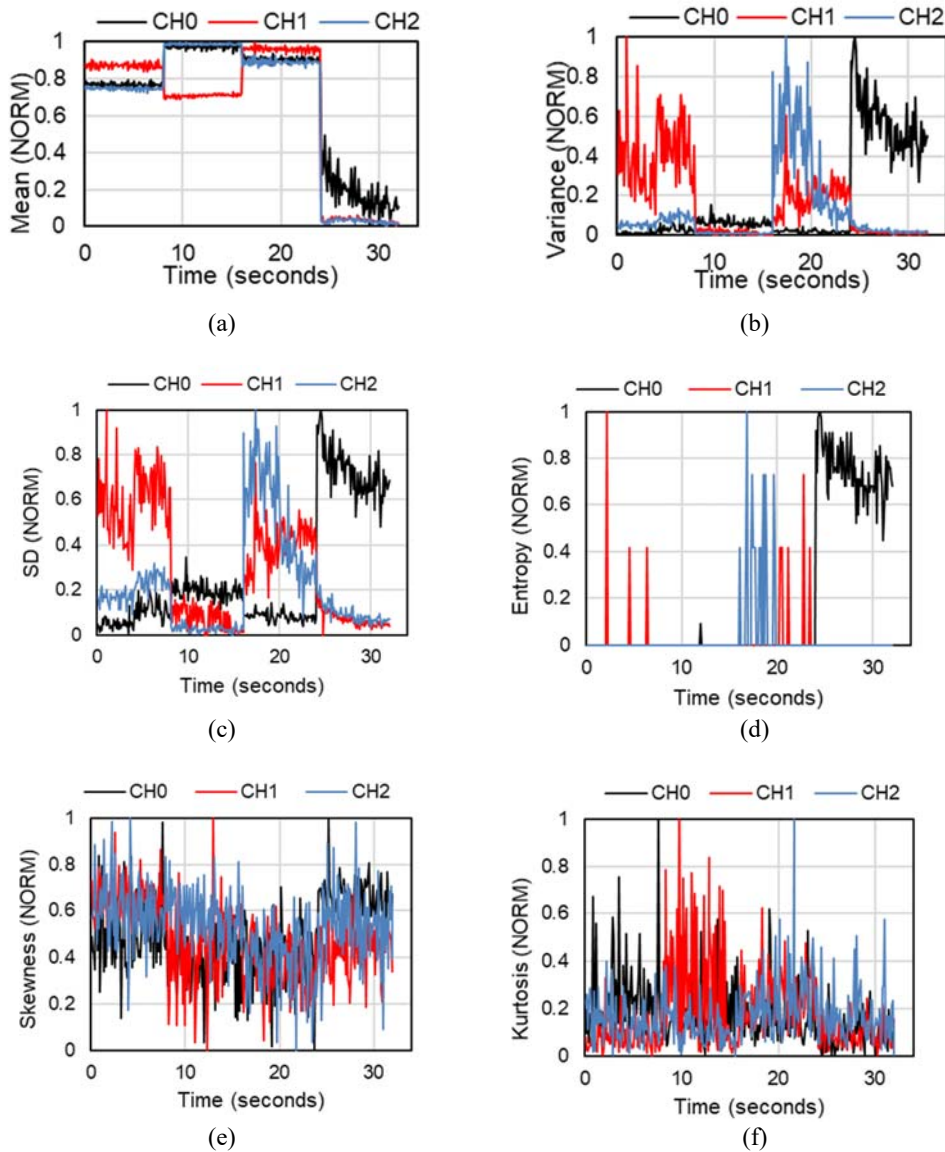 CH0 CH1 CH2
1
0.8
0.6
0.4
0.2
0
Mean (NORM)
0 10 20 30
Time (seconds)
(a)
CH0 CH1 CH2
1
0.8
0.6
0.4
0.2
0
Variance (NORM)
0 10 20 30
Time (seconds)
(b)
CH0 CH1 CH2
1
0.8
0.6
0.4
0.2
0
SD (NORM)
0 10 20 30
Time (seconds)
(c)
CH0 CH1 CH2
1
0.8
0.6
0.4
0.2
0
Entropy (NORM)
0 10 20 30
Time (seconds)
(d)
CH0 CH1 CH2
1
0.8
0.6
0.4
0.2
0
Skewness (NORM)
0 10 20 30
Time (seconds)
(e)
CH0 CH1 CH2
1
0.8
0.6
0.4
0.2
0
Kurtosis (NORM)
0 10 20 30
Time (seconds)
(f)